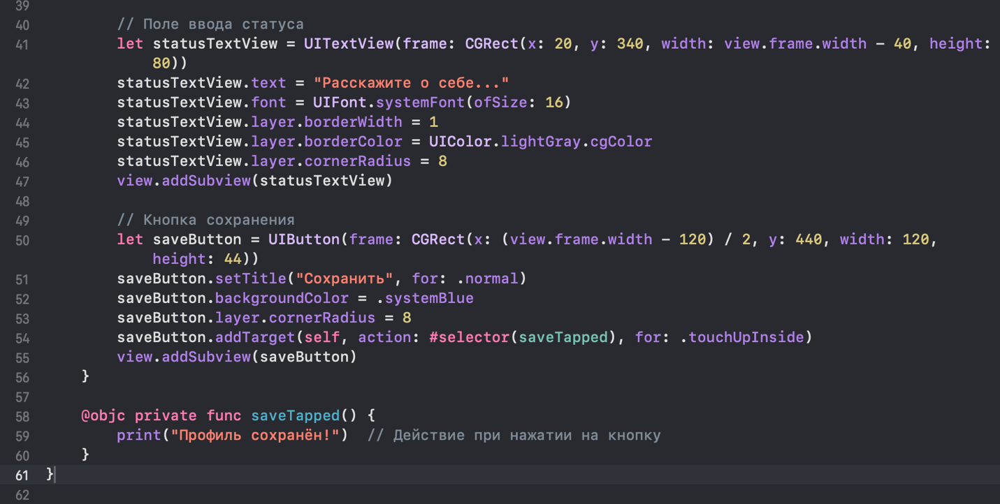 39
40 // Поле ввода статуса
41 let statusTextView = UITextView(frame: CGRect(x: 20, y: 340, width: view.frame.width - 40, height:
80))
42 statusTextView.text = "Расскажите о себе..."
43 statusTextView.font = UIFont.systemFont(ofSize: 16)
44 statusTextView.layer.borderWidth = 1
45 statusTextView.layer.borderColor = UIColor.lightGray.cgColor
46 statusTextView.layer.cornerRadius = 8
47 view.addSubview(statusTextView)
48
49 // Кнопка сохранения
50 let saveButton = UIButton(frame: CGRect(x: (view.frame.width - 120) / 2, y: 440, width: 120,
height: 44))
51 saveButton.setTitle("Сохранить", for: .normal)
52 saveButton.backgroundColor = .systemBlue
53 saveButton.layer.cornerRadius = 8
54 saveButton.addTarget(self, action: #selector(saveTapped), for: .touchUpInside)
55 view.addSubview(saveButton)
56 }
57
58 @objc private func saveTapped() {
59 print("Профиль сохранён!") // Действие при нажатии на кнопку
60 }
61 }
62